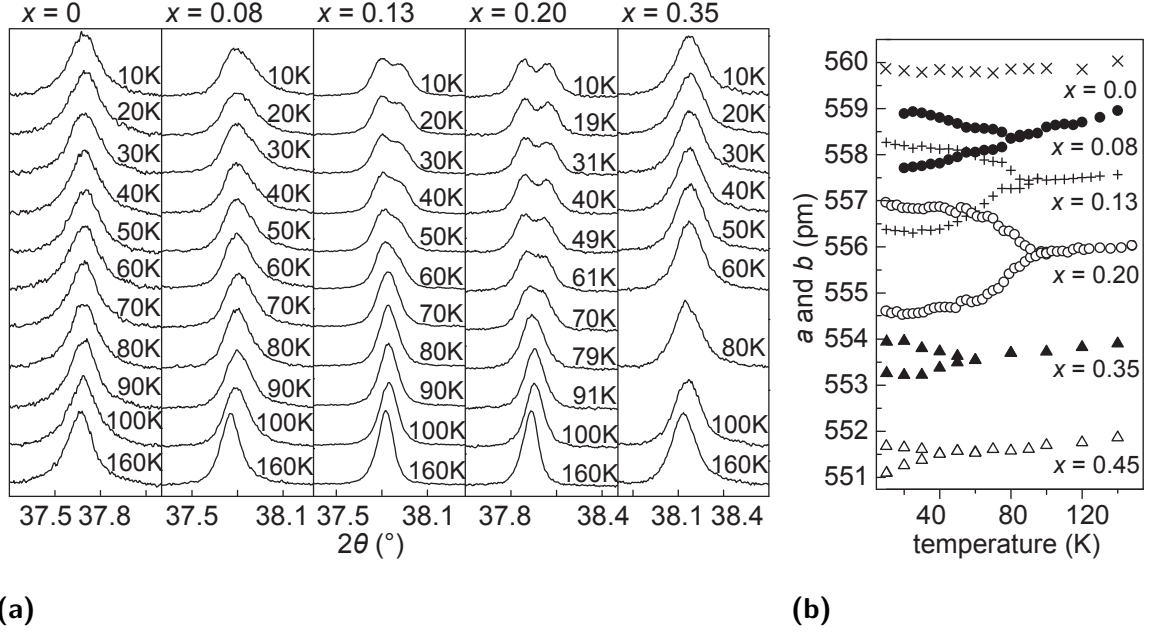 x = 0 x = 0.08 x = 0.13 x = 0.20 x = 0.35
10K 10K 10K 10K 10K
20K 20K 20K 19K 20K
30K 30K 30K 31K 30K
40K 40K 40K 40K 40K
50K 50K 50K 49K 50K
60K 60K 60K 61K 60K
70K 70K 70K 70K
80K 80K 80K 79K 80K
90K 90K 90K 91K
100K 100K 100K 100K 100K
160K 160K 160K 160K 160K
37.5 37.8 37.5 38.1 37.5 38.1 37.8 38.4 38.1 38.4
2θ (°)
(a)
a and b (pm)
560
559
558
557
556
555
554
553
552
551
x = 0.0
x = 0.08
x = 0.13
x = 0.20
x = 0.35
x = 0.45
40 80 120
temperature (K)
(b)